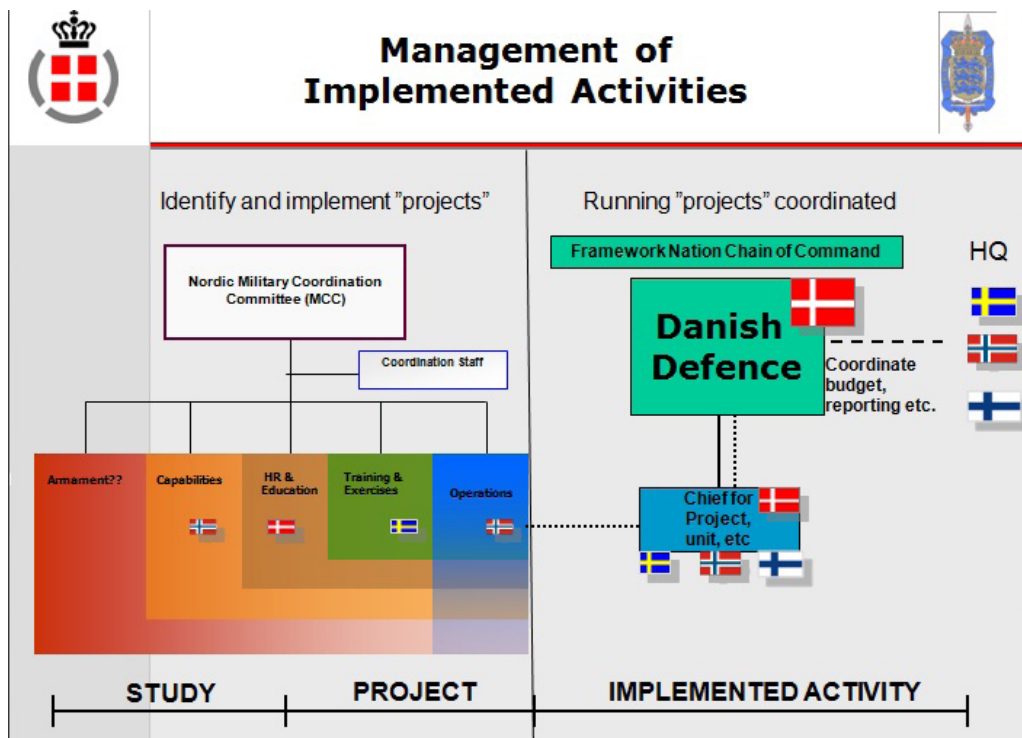 Management of
Implemented Activities
Identify and implement "projects"
Nordic Military Coordination
Committee (MCC)
Coordination Staff
Armament??
Capabilities
HR &
Education
Training &
Exercises
Operations
Running "projects" coordinated
Framework Nation Chain of Command
HQ
Danish
Defence
Coordinate
budget,
reporting etc.
Chief for
Project,
unit, etc
STUDY
PROJECT
IMPLEMENTED ACTIVITY